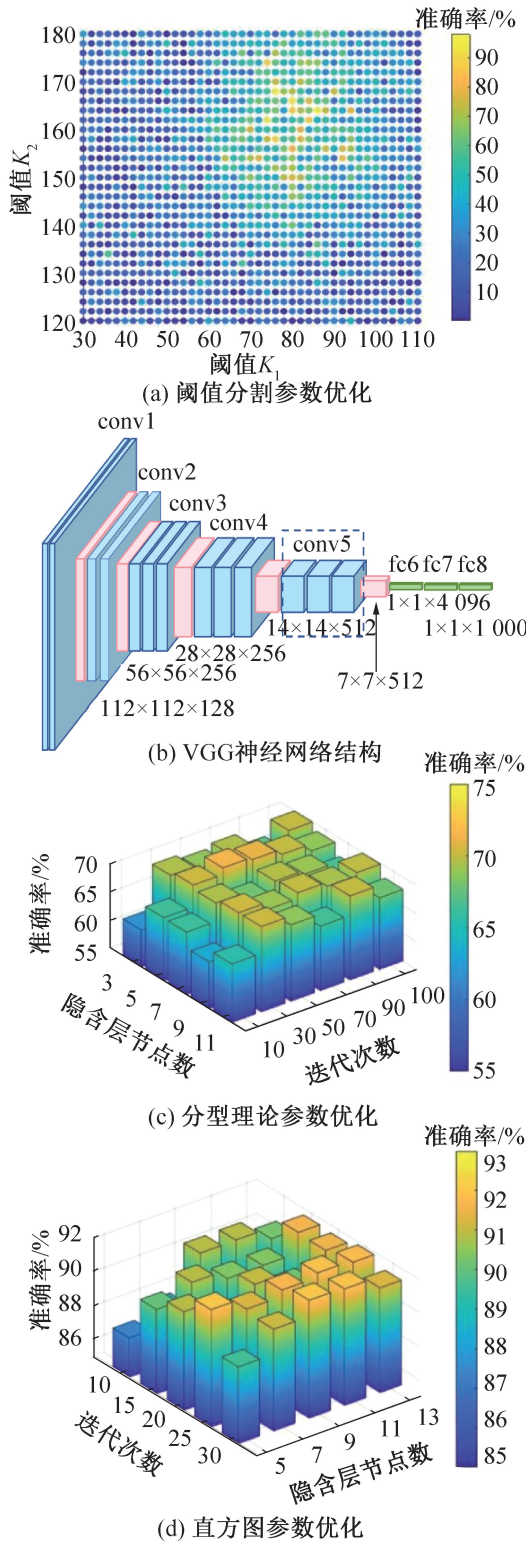 准确率/%
180
170
160
150
140
130
120
阈值K2
30 40 50 60 70 80 90 100 110
阈值K1
90
80
70
60
50
40
30
20
10
(a) 阈值分割参数优化
conv1
conv2
conv3
conv4
conv5
fc6 fc7 fc8
1×1×4 096
1×1×1 000
14×14×512
28×28×256
56×56×256
7×7×512
112×112×128
(b) VGG神经网络结构
准确率/%
75
70
65
60
55
准确率/%
70
65
60
55
3 5 7 9 11
隐含层节点数
10 30 50 70 90 100
迭代次数
(c) 分型理论参数优化
准确率/%
93
92
91
90
89
88
87
86
85
准确率/%
92
90
88
86
10 15 20 25 30
迭代次数
5 7 9 11 13
隐含层节点数
(d) 直方图参数优化